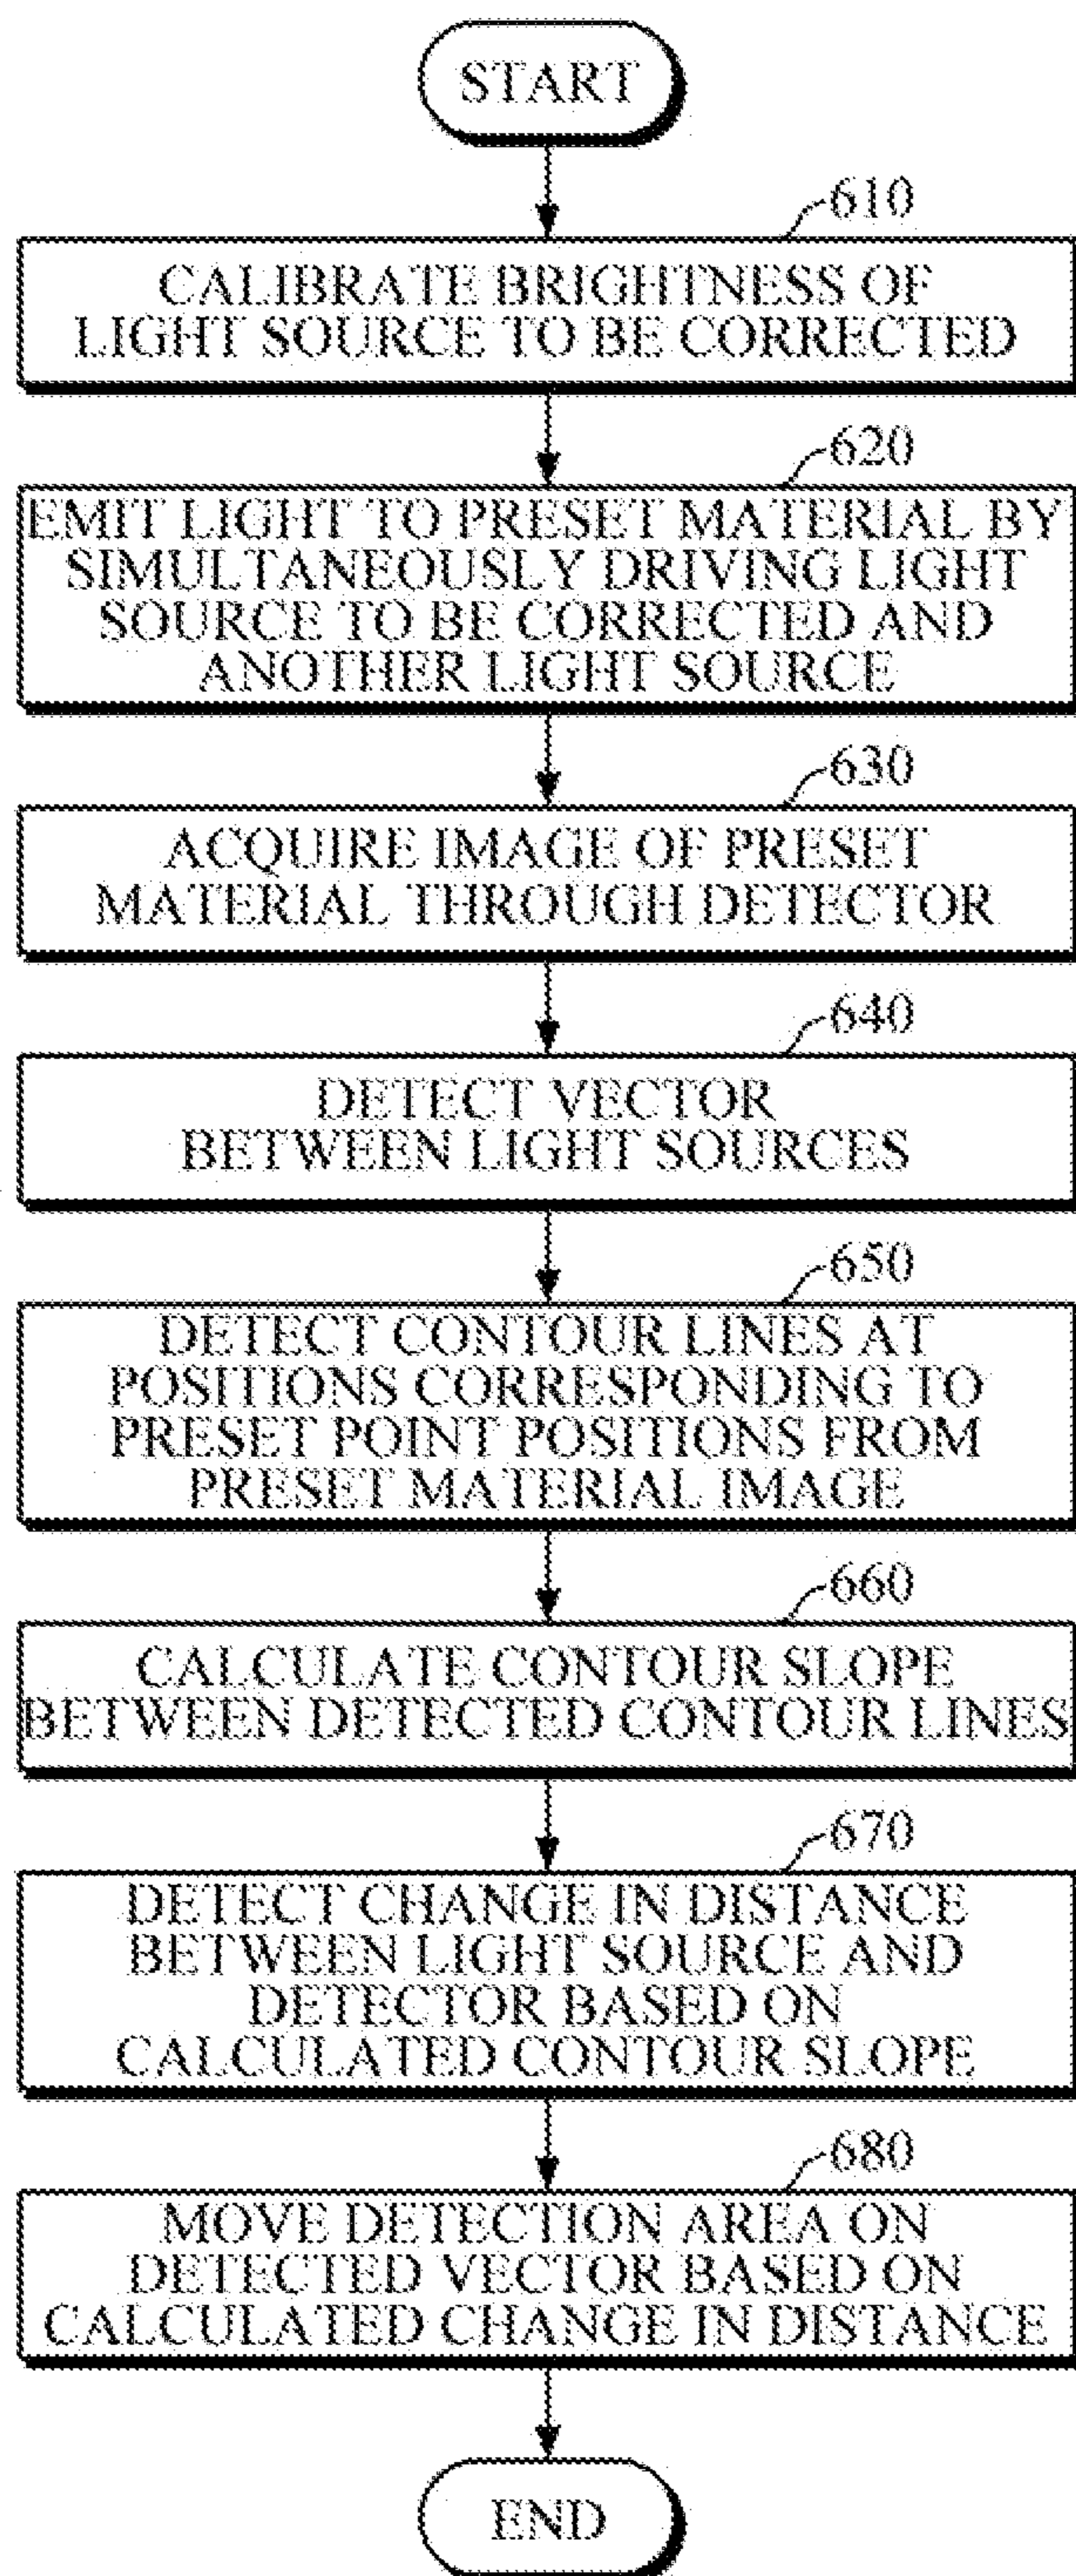 START
610
CALIBRATE BRIGHTNESS OF
LIGHT SOURCE TO BE CORRECTED
620
EMIT LIGHT TO PRESET MATERIAL BY
SIMULTANEOUSLY DRIVING LIGHT
SOURCE TO BE CORRECTED AND
ANOTHER LIGHT SOURCE
630
ACQUIRE IMAGE OF PRESET
MATERIAL THROUGH DETECTOR
640
DETECT VECTOR
BETWEEN LIGHT SOURCES
650
DETECT CONTOUR LINES AT
POSITIONS CORRESPONDING TO
PRESET POINT POSITIONS FROM
PRESET MATERIAL IMAGE
660
CALCULATE CONTOUR SLOPE
BETWEEN DETECTED CONTOUR LINES
670
DETECT CHANGE IN DISTANCE
BETWEEN LIGHT SOURCE AND
DETECTOR BASED ON
CALCULATED CONTOUR SLOPE
680
MOVE DETECTION AREA ON
DETECTED VECTOR BASED ON
CALCULATED CHANGE IN DISTANCE
END